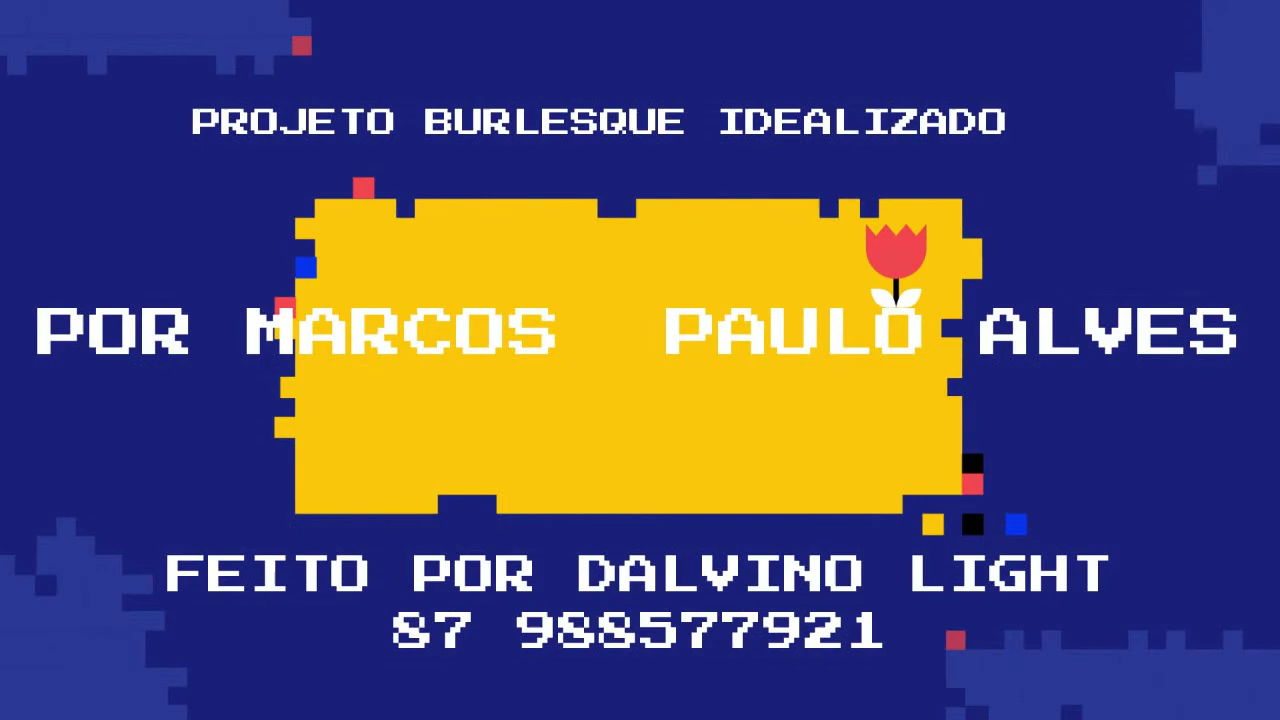 PROJETO BURLESQUE IDEALIZADO
POR MARCOS PAULO ALVES
FEITO POR DALVINO LIGHT
87 988577921